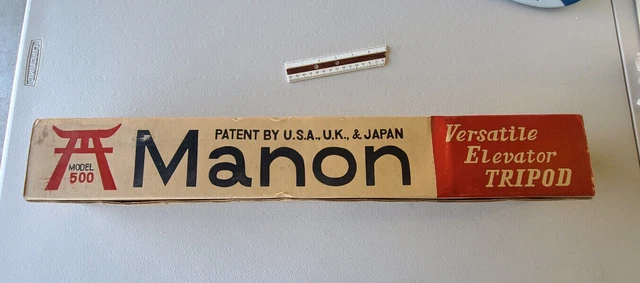 MODEL
500
PATENT BY U.S.A., U.K., & JAPAN
Manon
Versatile
Elevator
TRIPOD